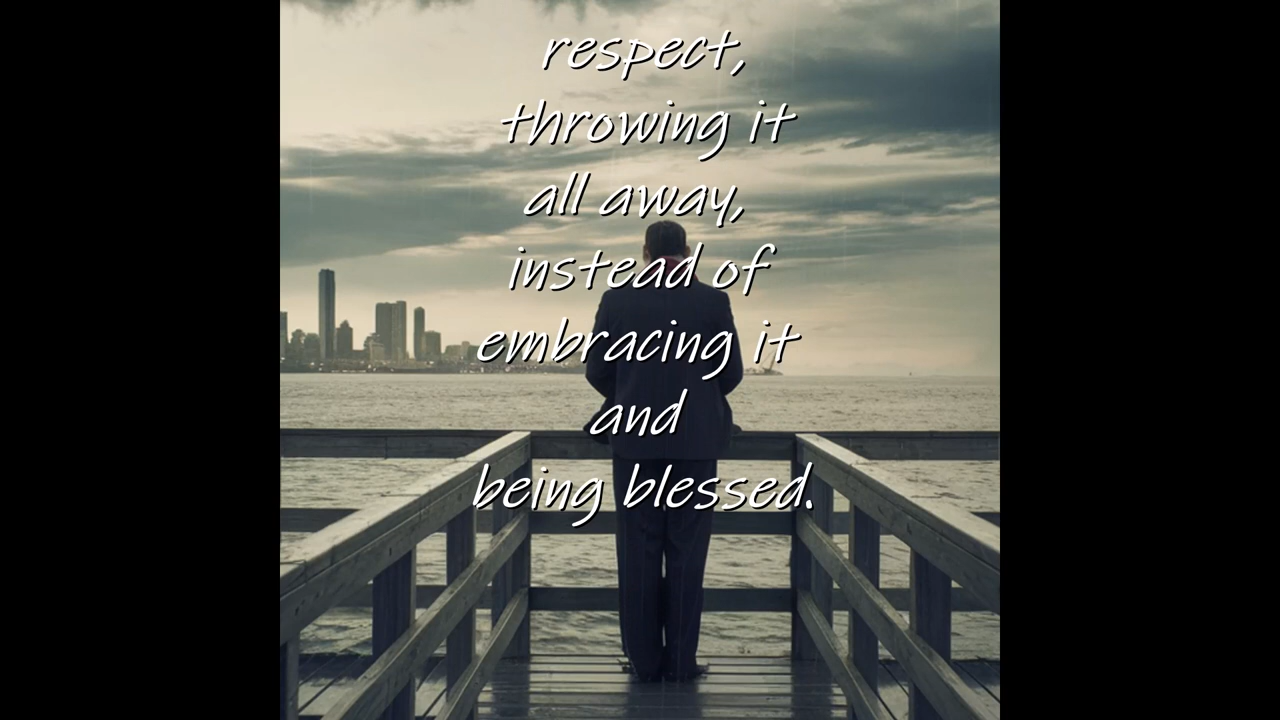 respect,
throwing it
all away,
instead of
embracing it
and
being blessed.